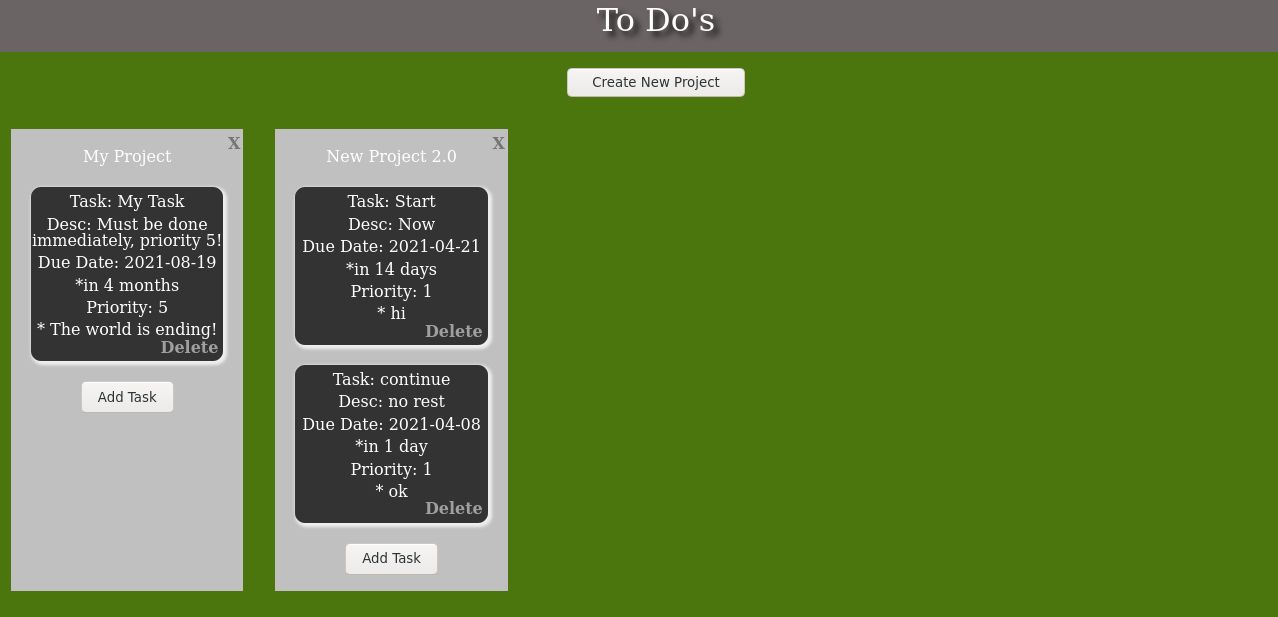 To Do's
Create New Project
X
My Project
Task: My Task
Desc: Must be done
immediately, priority 5!
Due Date: 2021-08-19
*in 4 months
Priority: 5
* The world is ending!
Delete
Add Task
X
New Project 2.0
Task: Start
Desc: Now
Due Date: 2021-04-21
*in 14 days
Priority: 1
* hi
Delete
Task: continue
Desc: no rest
Due Date: 2021-04-08
*in 1 day
Priority: 1
* ok
Delete
Add Task